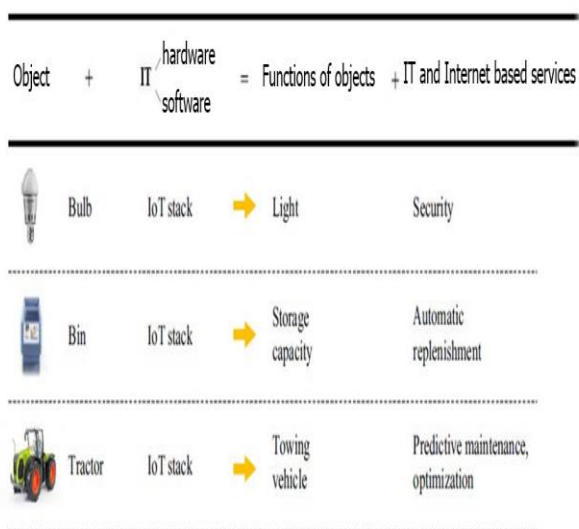 Object + IT hardware software = Functions of objects + IT and Internet based services
Bulb IoT stack Light Security
Bin IoT stack Storage capacity Automatic replenishment
Tractor IoT stack Towing vehicle Predictive maintenance, optimization